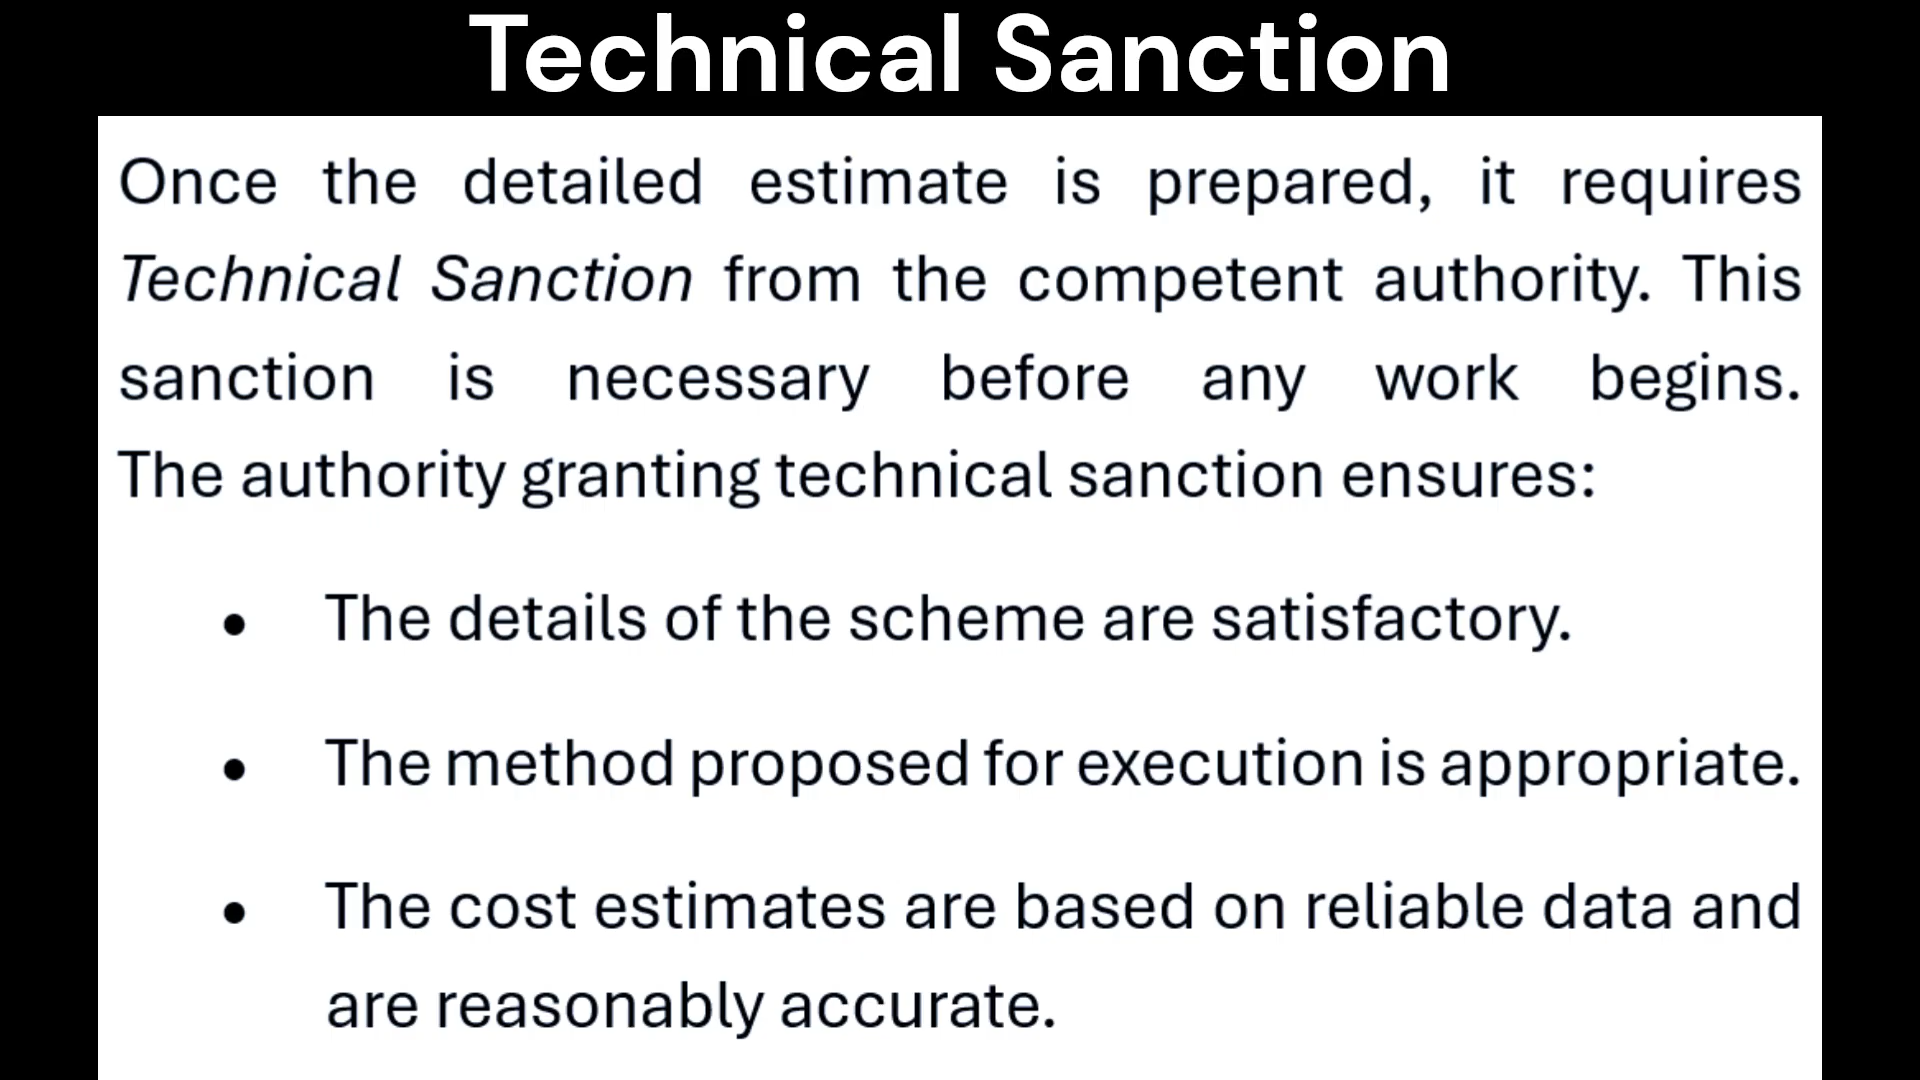 Technical Sanction
Once the detailed estimate is prepared, it requires
Technical Sanction from the competent authority. This
sanction is necessary before any work begins.
The authority granting technical sanction ensures:
• The details of the scheme are satisfactory.
• The method proposed for execution is appropriate.
• The cost estimates are based on reliable data and
are reasonably accurate.